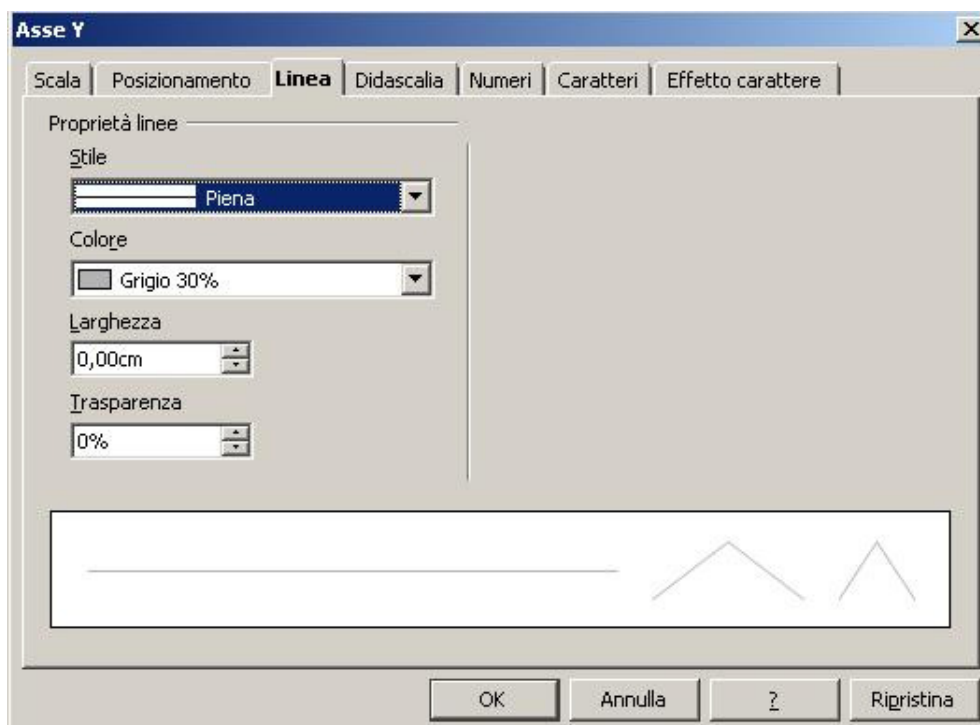 Asse Y
Scala Posizionamento Linea Didascalia Numeri Caratteri Effetto carattere
Proprietà linee
Stile
Piena
Colore
Grigio 30%
Larghezza
0,00cm
Trasparenza
0%
OK Annulla ? Ripristina